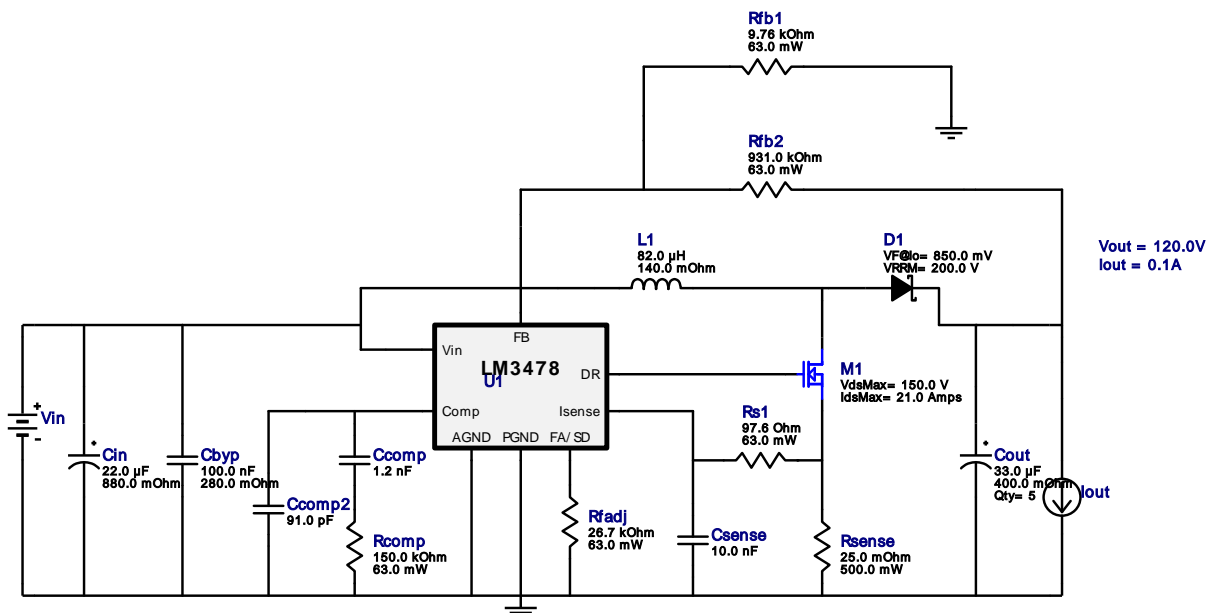 Rfb1
9.76 kOhm
63.0 mW
Rfb2
931.0 kOhm
63.0 mW
L1
82.0 µH
140.0 mOhm
D1
VF@Io= 850.0 mV
VRRM= 200.0 V
Vout = 120.0V
Iout = 0.1A
FB
Vin
LM3478
U1
DR
Comp
Isense
AGND
PGND
FA/SD
M1
VdsMax= 150.0 V
IdsMax= 21.0 Amps
+
Vin
-
Cin
22.0 µF
880.0 mOhm
Cbyp
100.0 nF
280.0 mOhm
Ccomp
1.2 nF
Ccomp2
91.0 pF
Rcomp
150.0 kOhm
63.0 mW
Rfadj
26.7 kOhm
63.0 mW
Rs1
97.6 Ohm
63.0 mW
Csense
10.0 nF
Rsense
25.0 mOhm
500.0 mW
Cout
33.0 µF
400.0 mOhm
Qty= 5
Iout